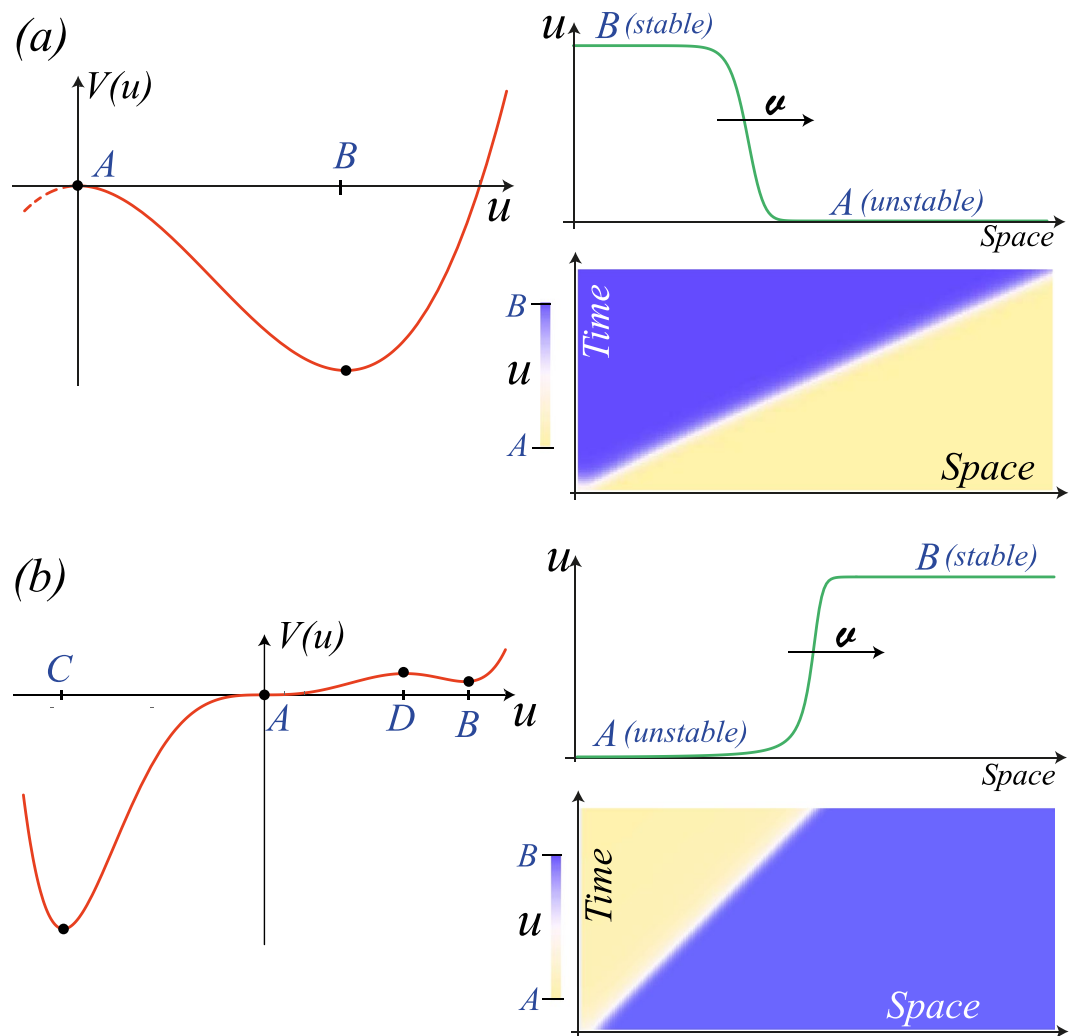 (a)
V(u)
A
B
u
u
B (stable)
v
A (unstable)
Space
B
u
A
Time
Space
(b)
V(u)
C
A
D
B
u
u
B (stable)
v
A (unstable)
Space
B
u
A
Time
Space